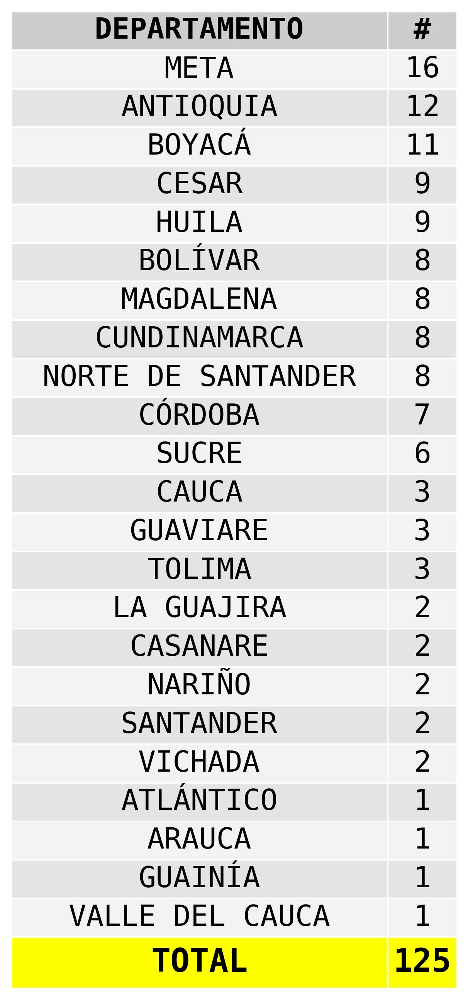 DEPARTAMENTO #
META 16
ANTIOQUIA 12
BOYACÁ 11
CESAR 9
HUILA 9
BOLÍVAR 8
MAGDALENA 8
CUNDINAMARCA 8
NORTE DE SANTANDER 8
CÓRDOBA 7
SUCRE 6
CAUCA 3
GUAVIARE 3
TOLIMA 3
LA GUAJIRA 2
CASANARE 2
NARIÑO 2
SANTANDER 2
VICHADA 2
ATLÁNTICO 1
ARAUCA 1
GUAINÍA 1
VALLE DEL CAUCA 1
TOTAL 125